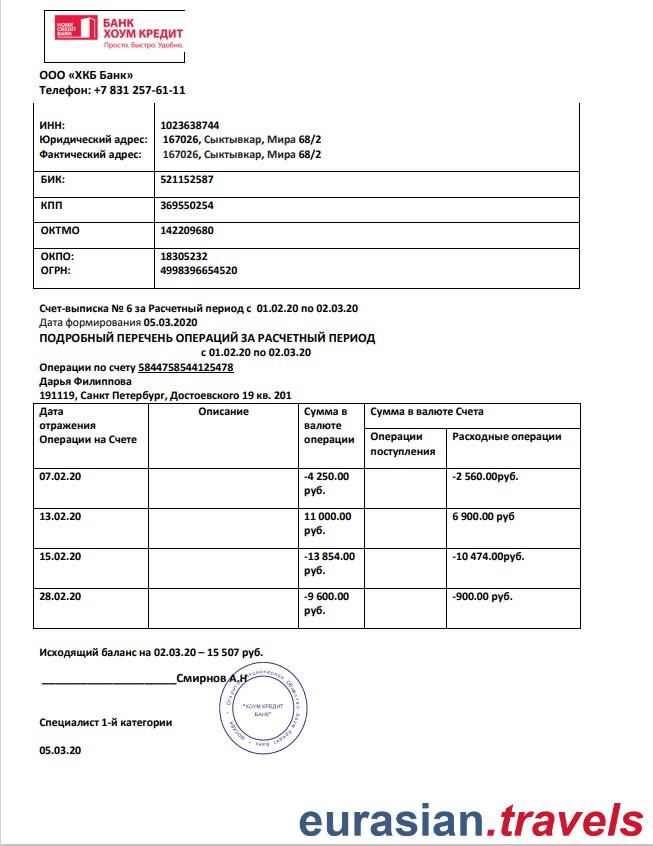 HOME
CREDIT
BANK
БАНК
ХОУМ КРЕДИТ
Просто. Быстро. Удобно.
ООО «ХКБ Банк»
Телефон: +7 831 257-61-11
ИНН: 1023638744
Юридический адрес: 167026, Сыктывкар, Мира 68/2
Фактический адрес: 167026, Сыктывкар, Мира 68/2
БИК: 521152587
КПП 369550254
ОКТМО 142209680
ОКПО: 18305232
ОГРН: 4998396654520
Счет-выписка № 6 за Расчетный период с 01.02.20 по 02.03.20
Дата формирования 05.03.2020
ПОДРОБНЫЙ ПЕРЕЧЕНЬ ОПЕРАЦИЙ ЗА РАСЧЕТНЫЙ ПЕРИОД
с 01.02.20 по 02.03.20
Операции по счету 5844758544125478
Дарья Филиппова
191119, Санкт Петербург, Достоевского 19 кв. 201
Дата
отражения
Операции на Счете
Описание
Сумма в
валюте
операции
Сумма в валюте Счета
Операции
поступления
Расходные операции
07.02.20 -4 250.00 -2 560.00руб.
руб.
13.02.20 11 000.00 6 900.00 руб
руб.
15.02.20 -13 854.00 -10 474.00руб.
руб.
28.02.20 -9 600.00 -900.00 руб.
руб.
Исходящий баланс на 02.03.20 – 15 507 руб.
_____________________Смирнов А.Н
"ХОУМ КРЕДИТ
БАНК"
Специалист 1-й категории
05.03.20
eurasian.travels